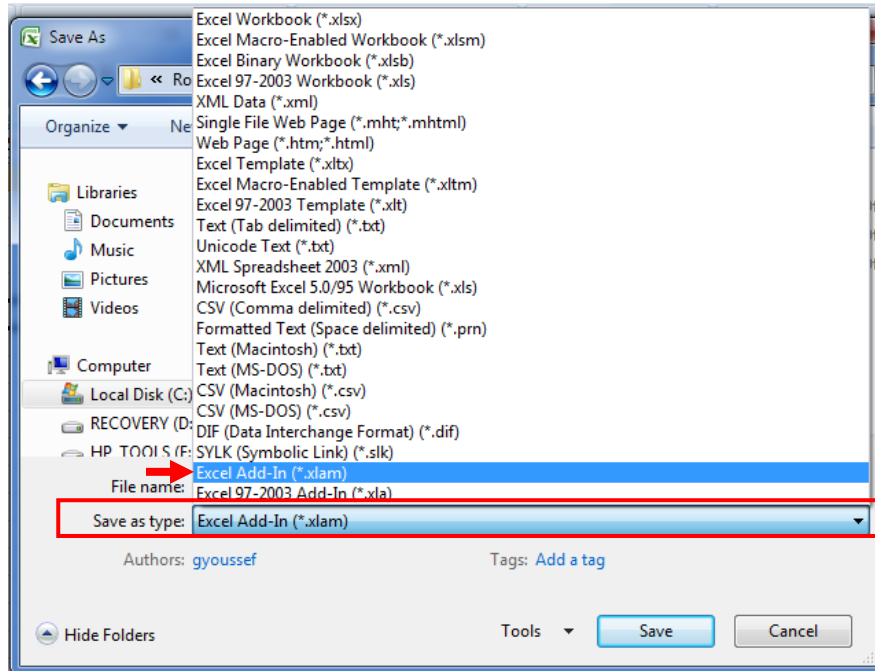 Save As
« Ro
Organize
Ne
Libraries
Documents
Music
Pictures
Videos
Computer
Local Disk (C:)
RECOVERY (D:
HP_TOOLS (E:
Excel Workbook (*.xlsx)
Excel Macro-Enabled Workbook (*.xlsm)
Excel Binary Workbook (*.xlsb)
Excel 97-2003 Workbook (*.xls)
XML Data (*.xml)
Single File Web Page (*.mht;*.mhtml)
Web Page (*.htm;*.html)
Excel Template (*.xltx)
Excel Macro-Enabled Template (*.xltm)
Excel 97-2003 Template (*.xlt)
Text (Tab delimited) (*.txt)
Unicode Text (*.txt)
XML Spreadsheet 2003 (*.xml)
Microsoft Excel 5.0/95 Workbook (*.xls)
CSV (Comma delimited) (*.csv)
Formatted Text (Space delimited) (*.prn)
Text (Macintosh) (*.txt)
Text (MS-DOS) (*.txt)
CSV (Macintosh) (*.csv)
CSV (MS-DOS) (*.csv)
DIF (Data Interchange Format) (*.dif)
SYLK (Symbolic Link) (*.slk)
Excel Add-In (*.xlam)
Excel 97-2003 Add-In (*.xla)
File name:
Save as type: Excel Add-In (*.xlam)
Authors: gyoussef Tags: Add a tag
Hide Folders Tools Save Cancel